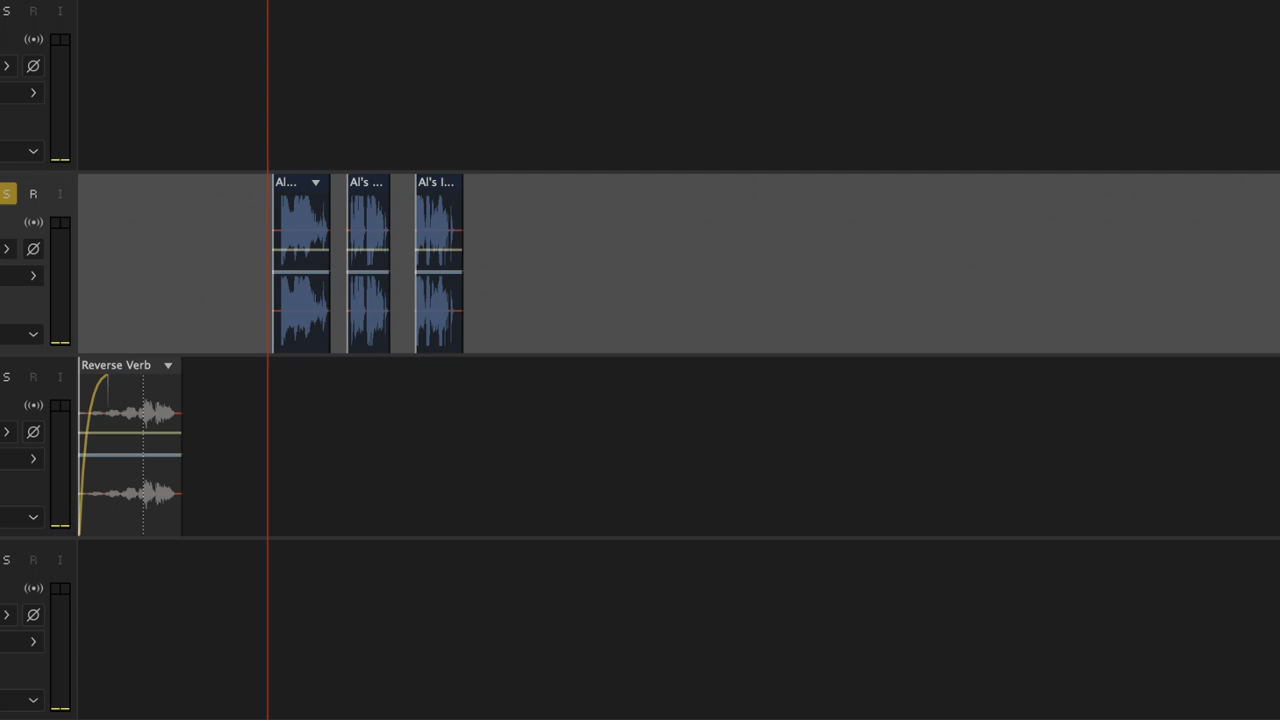 S R I
Al... Al's ... Al's I...
S R I
Reverse Verb
S R I
S R I